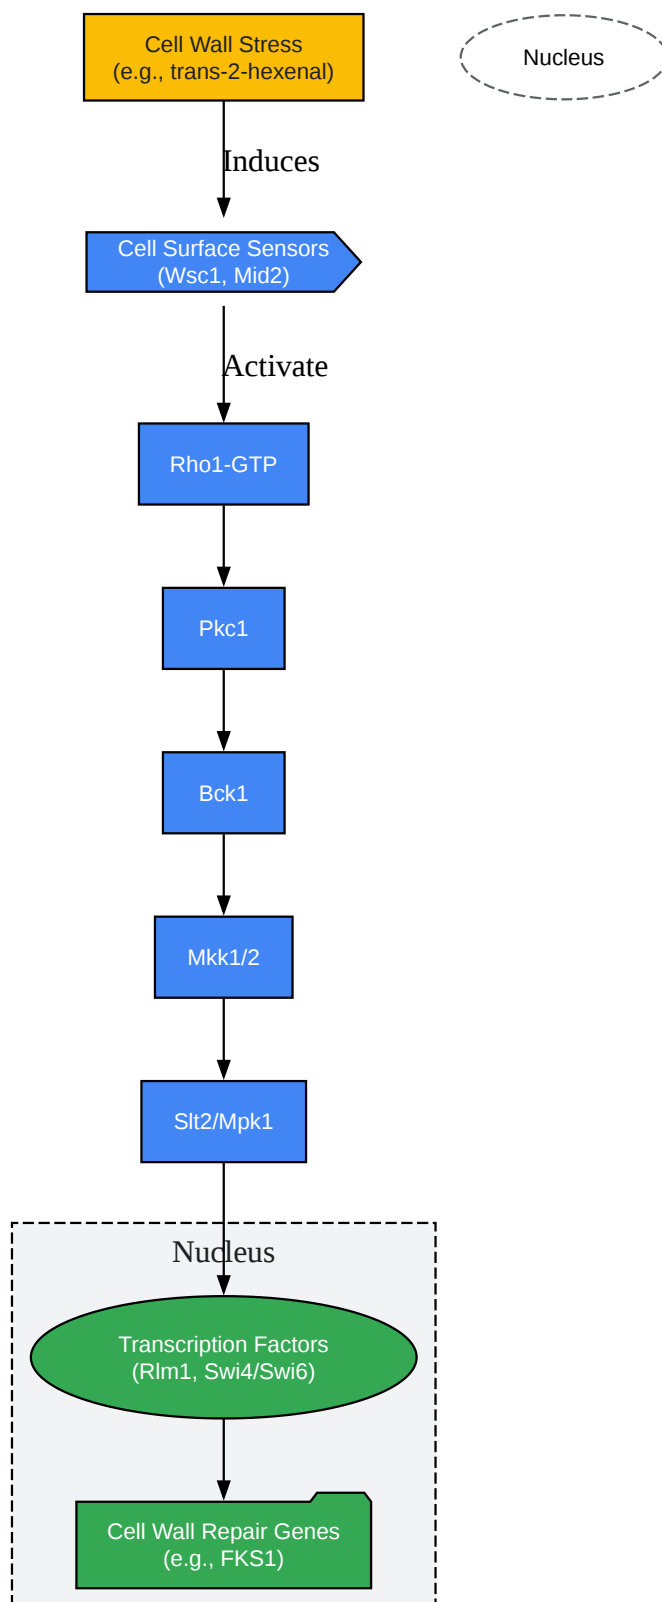 Cell Wall Stress
(e.g., trans-2-hexenal)
Nucleus
Induces
Cell Surface Sensors
(Wsc1, Mid2)
Activate
Rho1-GTP
Pkc1
Bck1
Mkk1/2
Slt2/Mpk1
Nucleus
Transcription Factors
(Rlm1, Swi4/Swi6)
Cell Wall Repair Genes
(e.g., FKS1)